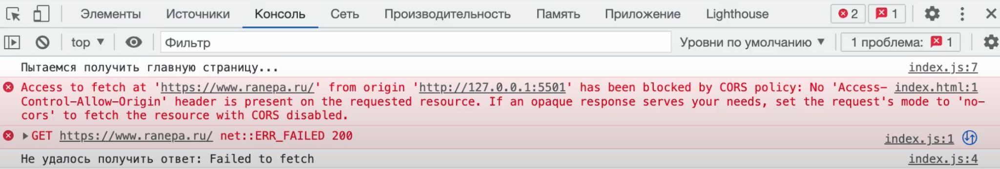 Элементы Источники Консоль Сеть Производительность Память Приложение Lighthouse 2 1
top Фильтр Уровни по умолчанию 1 проблема: 1
Пытаемся получить главную страницу... index.js:7
Access to fetch at 'https://www.ranepa.ru/' from origin 'http://127.0.0.1:5501' has been blocked by CORS policy: No 'Access- index.html:1
Control-Allow-Origin' header is present on the requested resource. If an opaque response serves your needs, set the request's mode to 'no-
cors' to fetch the resource with CORS disabled.
GET https://www.ranepa.ru/ net::ERR_FAILED 200 index.js:1
Не удалось получить ответ: Failed to fetch index.js:4